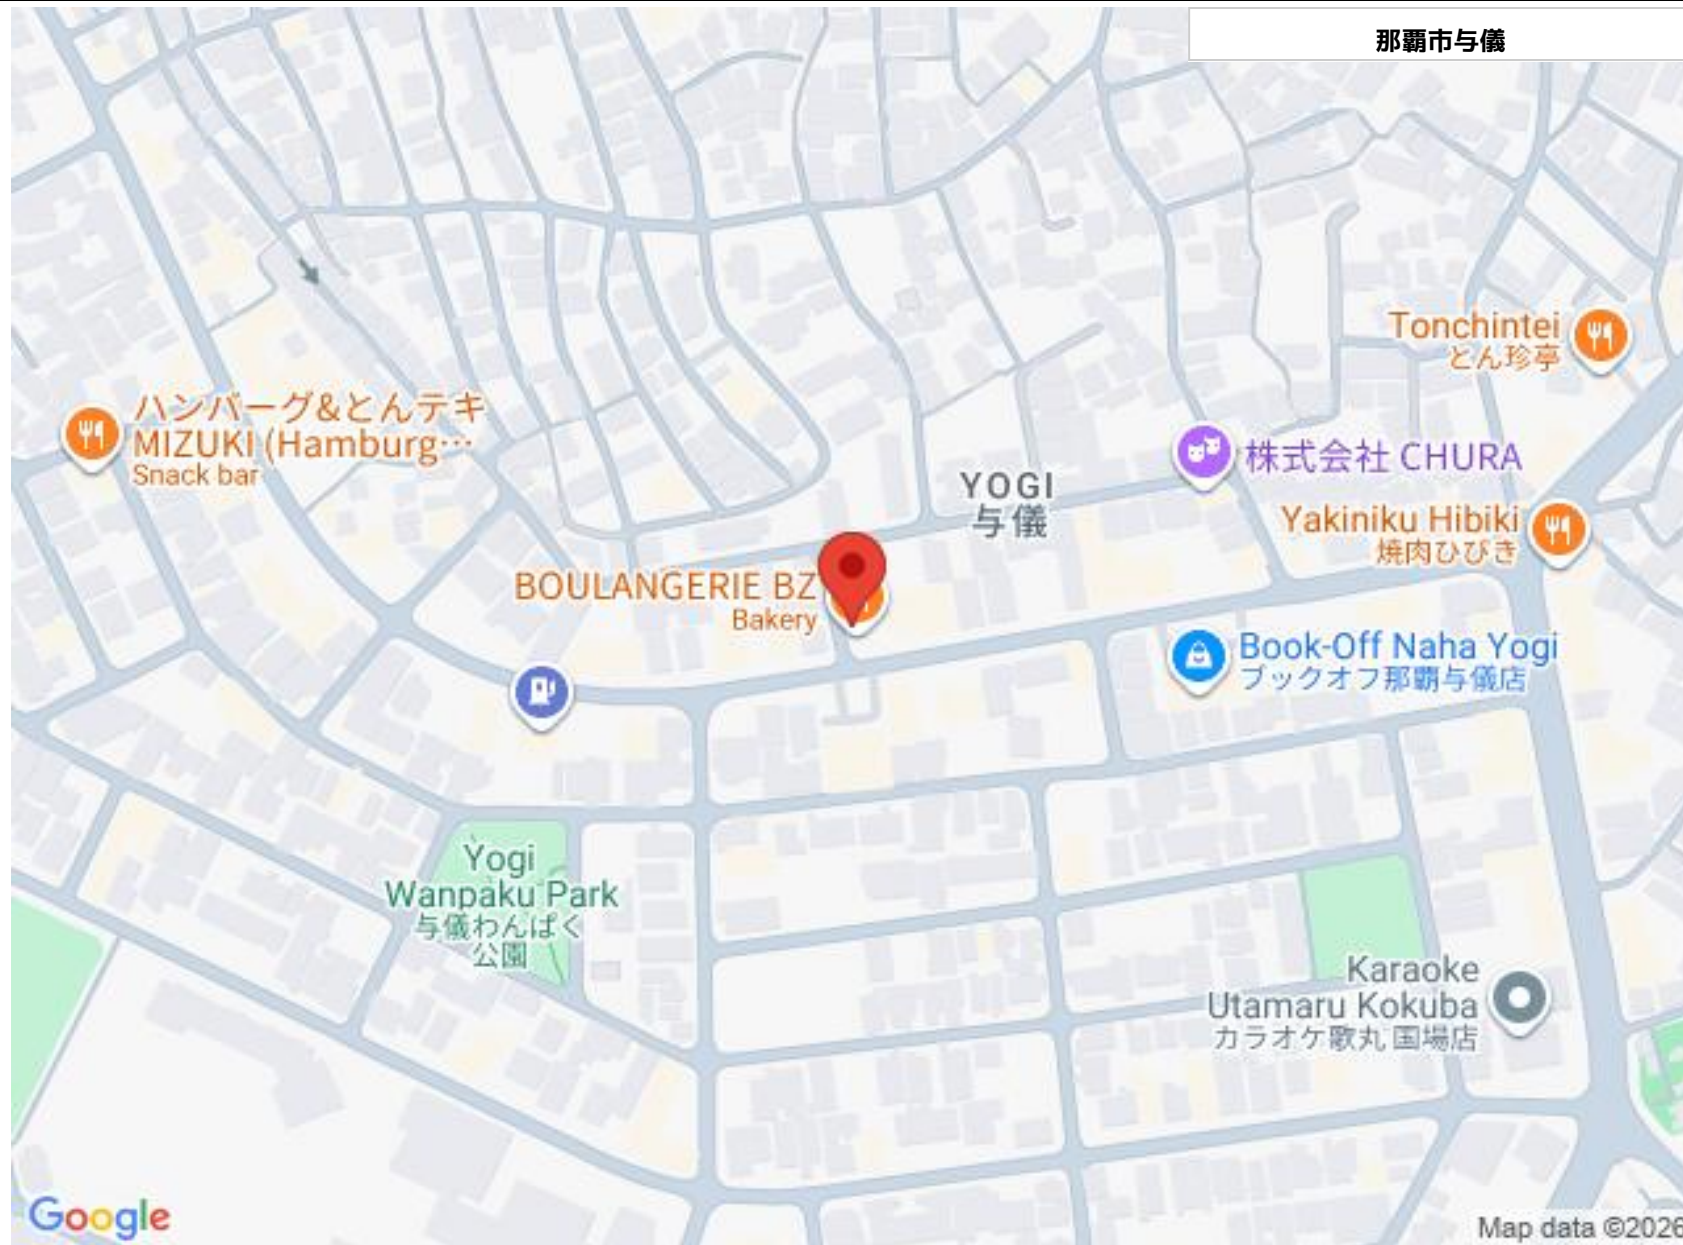 那覇市与儀
Tonchintei
とん珍亭
ハンバーグ&とんテキ
MIZUKI (Hamburg…
Snack bar
株式会社 CHURA
YOGI
与儀
Yakiniku Hibiki
焼肉ひびき
BOULANGERIE BZ
Bakery
Book-Off Naha Yogi
ブックオフ那覇与儀店
Yogi
Wanpaku Park
与儀わんぱく
公園
Karaoke
Utamaru Kokuba
カラオケ歌丸 国場店
Google
Map data ©2026